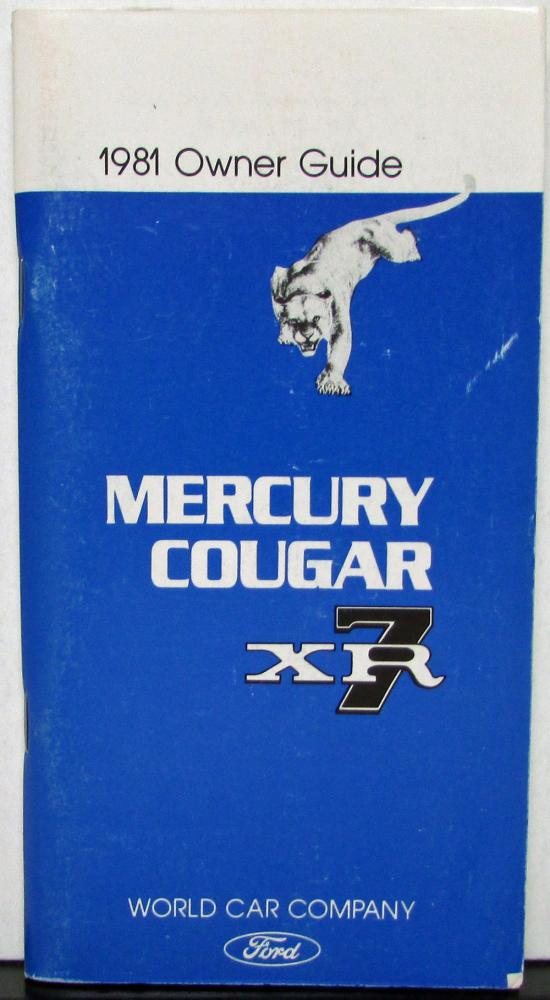 1981 Owner Guide
MERCURY
COUGAR
XR7
WORLD CAR COMPANY
Ford